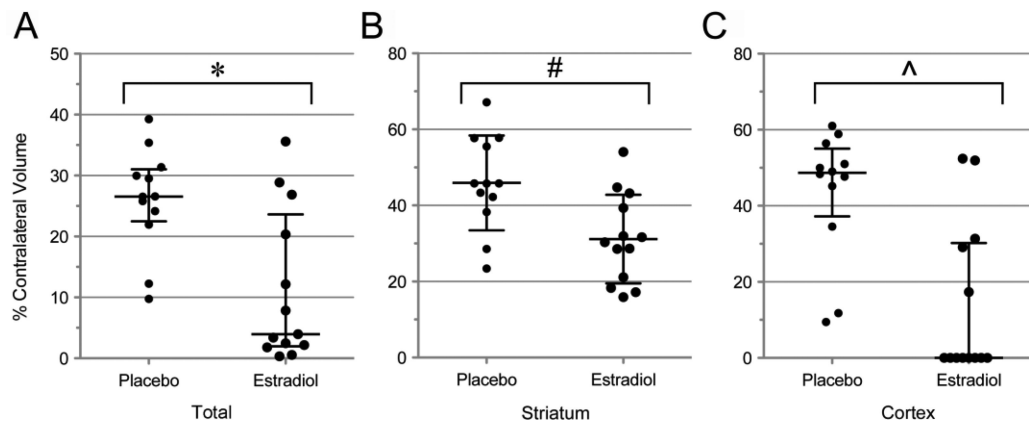 A
B
C
% Contralateral Volume
50
40
30
20
10
0
*
Placebo
Estradiol
Total
80
60
40
20
0
#
Placebo
Estradiol
Striatum
80
60
40
20
0
^
Placebo
Estradiol
Cortex